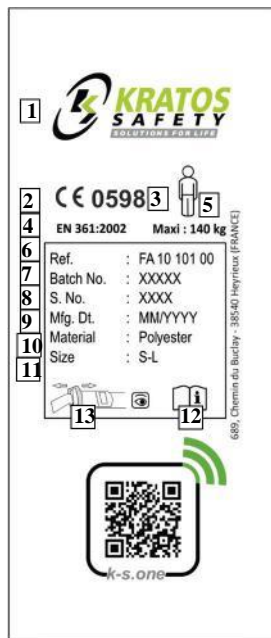 KRATOS
SAFETY
SOLUTIONS FOR LIFE
1
2 CE 0598 3
5
4 EN 361:2002 Maxi : 140 kg
6 Ref. : FA 10 101 00
7 Batch No. : XXXXX
8 S. No. : XXXX
9 Mfg. Dt. : MM/YYYY
10 Material : Polyester
11 Size : S-L
i
13 12
689, Chemin du Buclay - 38540 Heyrieux (FRANCE)
k-s.one